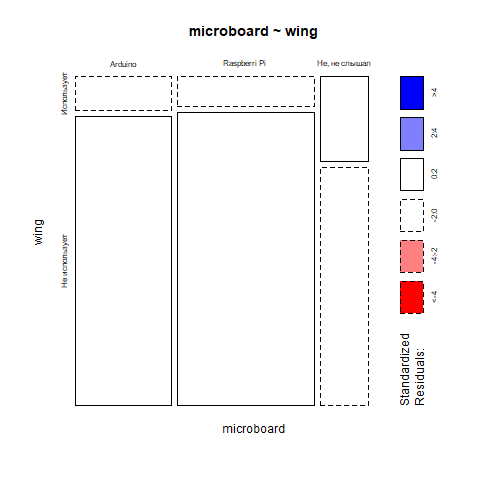 microboard ~ wing
Arduino
Raspberri Pi
Не, не слышал
Использует
Не использует
wing
microboard
Standardized
Residuals:
<-4
-4:-2
-2:0
0:2
2:4
>4